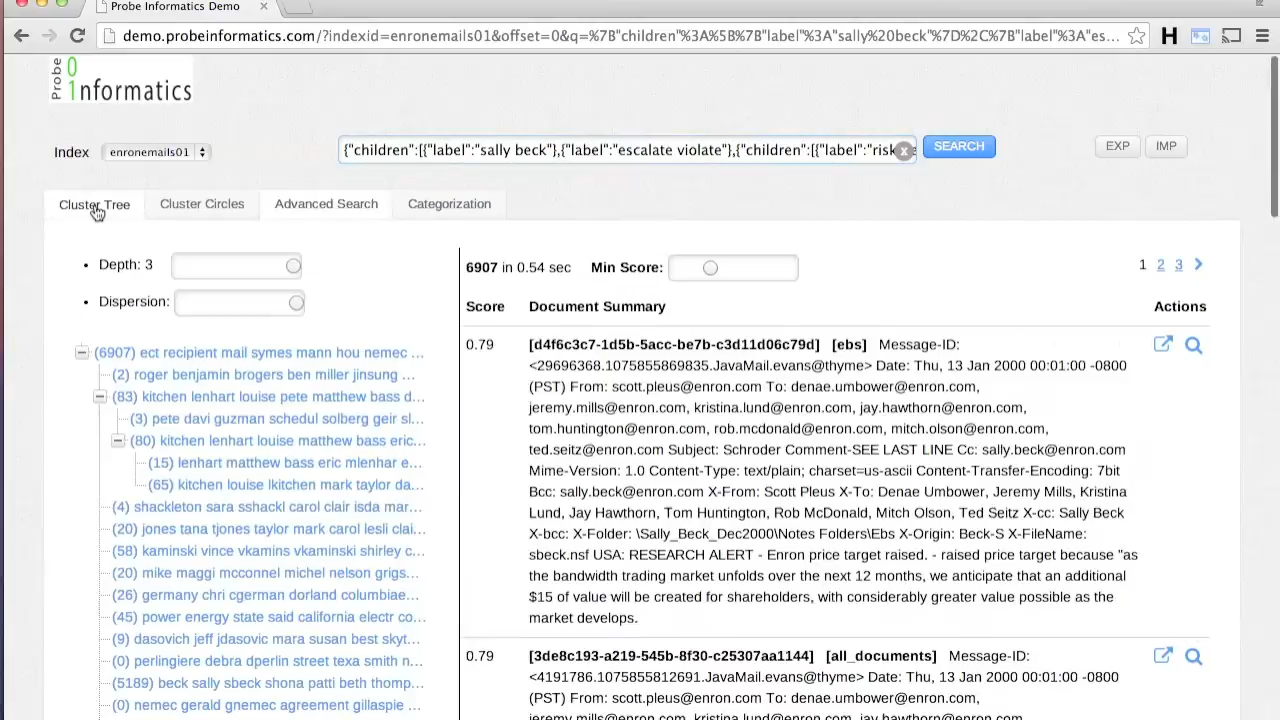 Probe Informatics Demo
demo.probeinformatics.com/?indexid=enronemails01&offset=0&q=%7B"children"%3A%5B%7B"label"%3A"sally%20beck"%7D%2C%7B"label"%3A"es...
Probe Informatics
Index enronemails01 {"children":[{"label":"sally beck"},{"label":"escalate violate"},{"children":[{"label":"risk SEARCH EXP IMP
Cluster Tree Cluster Circles Advanced Search Categorization
• Depth: 3
• Dispersion:
(6907) ect recipient mail symes mann hou nemec ...
(2) roger benjamin brogers ben miller jinsung ...
(83) kitchen lenhart louise pete matthew bass d...
(3) pete davi guzman schedul solberg geir sl...
(80) kitchen lenhart louise matthew bass eric...
(15) lenhart matthew bass eric mlenhar e...
(65) kitchen louise lkitchen mark taylor da...
(4) shackleton sara sshackl carol clair isda mar...
(20) jones tana tjones taylor mark carol lesli clai...
(58) kaminski vince vkamins vkaminski shirley c...
(20) mike maggi mcconnel michel nelson grigs...
(26) germany chri cgerman dorland columbiae...
(45) power energy state said california electr co...
(9) dasovich jeff jdasovic mara susan best skyt...
(0) perlingiere debra dperlin street texa smith n...
(5189) beck sally sbeck shona patti beth thomp...
(0) nemec gerald gnemec agreement gillaspie ...
6907 in 0.54 sec Min Score: 1 2 3
Score Document Summary Actions
0.79 [d4f6c3c7-1d5b-5acc-be7b-c3d11d06c79d] [ebs] Message-ID:
<29696368.1075855869835.JavaMail.evans@thyme> Date: Thu, 13 Jan 2000 00:01:00 -0800
(PST) From: scott.pleus@enron.com To: denae.umbower@enron.com,
jeremy.mills@enron.com, kristina.lund@enron.com, jay.hawthorn@enron.com,
tom.huntington@enron.com, rob.mcdonald@enron.com, mitch.olson@enron.com,
ted.seitz@enron.com Subject: Schroder Comment-SEE LAST LINE Cc: sally.beck@enron.com
Mime-Version: 1.0 Content-Type: text/plain; charset=us-ascii Content-Transfer-Encoding: 7bit
Bcc: sally.beck@enron.com X-From: Scott Pleus X-To: Denae Umbower, Jeremy Mills, Kristina
Lund, Jay Hawthorn, Tom Huntington, Rob McDonald, Mitch Olson, Ted Seitz X-cc: Sally Beck
X-bcc: X-Folder: \Sally_Beck_Dec2000\Notes Folders\Ebs X-Origin: Beck-S X-FileName:
sbeck.nsf USA: RESEARCH ALERT - Enron price target raised. - raised price target because "as
the bandwidth trading market unfolds over the next 12 months, we anticipate that an additional
$15 of value will be created for shareholders, with considerably greater value possible as the
market develops.
0.79 [3de8c193-a219-545b-8f30-c25307aa1144] [all_documents] Message-ID:
<4191786.1075855812691.JavaMail.evans@thyme> Date: Thu, 13 Jan 2000 00:01:00 -0800
(PST) From: scott.pleus@enron.com To: denae.umbower@enron.com,
jeremy.mills@enron.com, kristina.lund@enron.com, jay.hawthorn@enron.com,